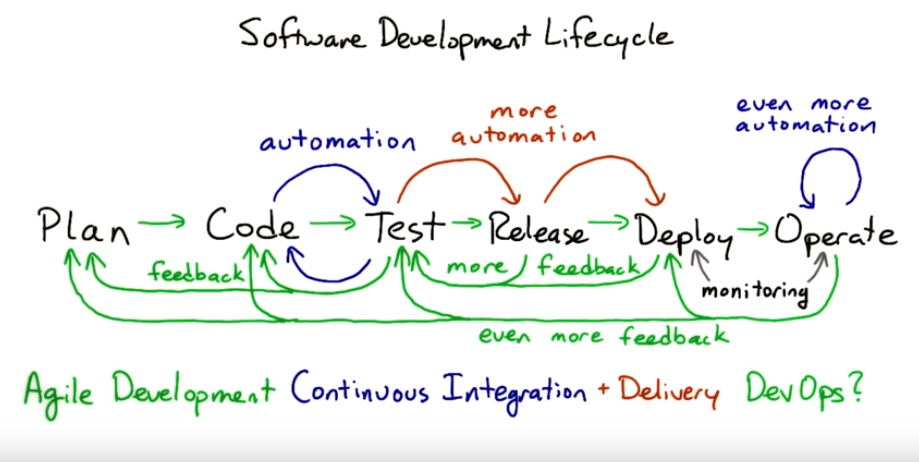 Software Development Lifecycle
even more
automation
more
automation
automation
Plan → Code → Test → Release → Deploy → Operate
feedback
more feedback
monitoring
even more feedback
Agile Development Continuous Integration + Delivery DevOps?